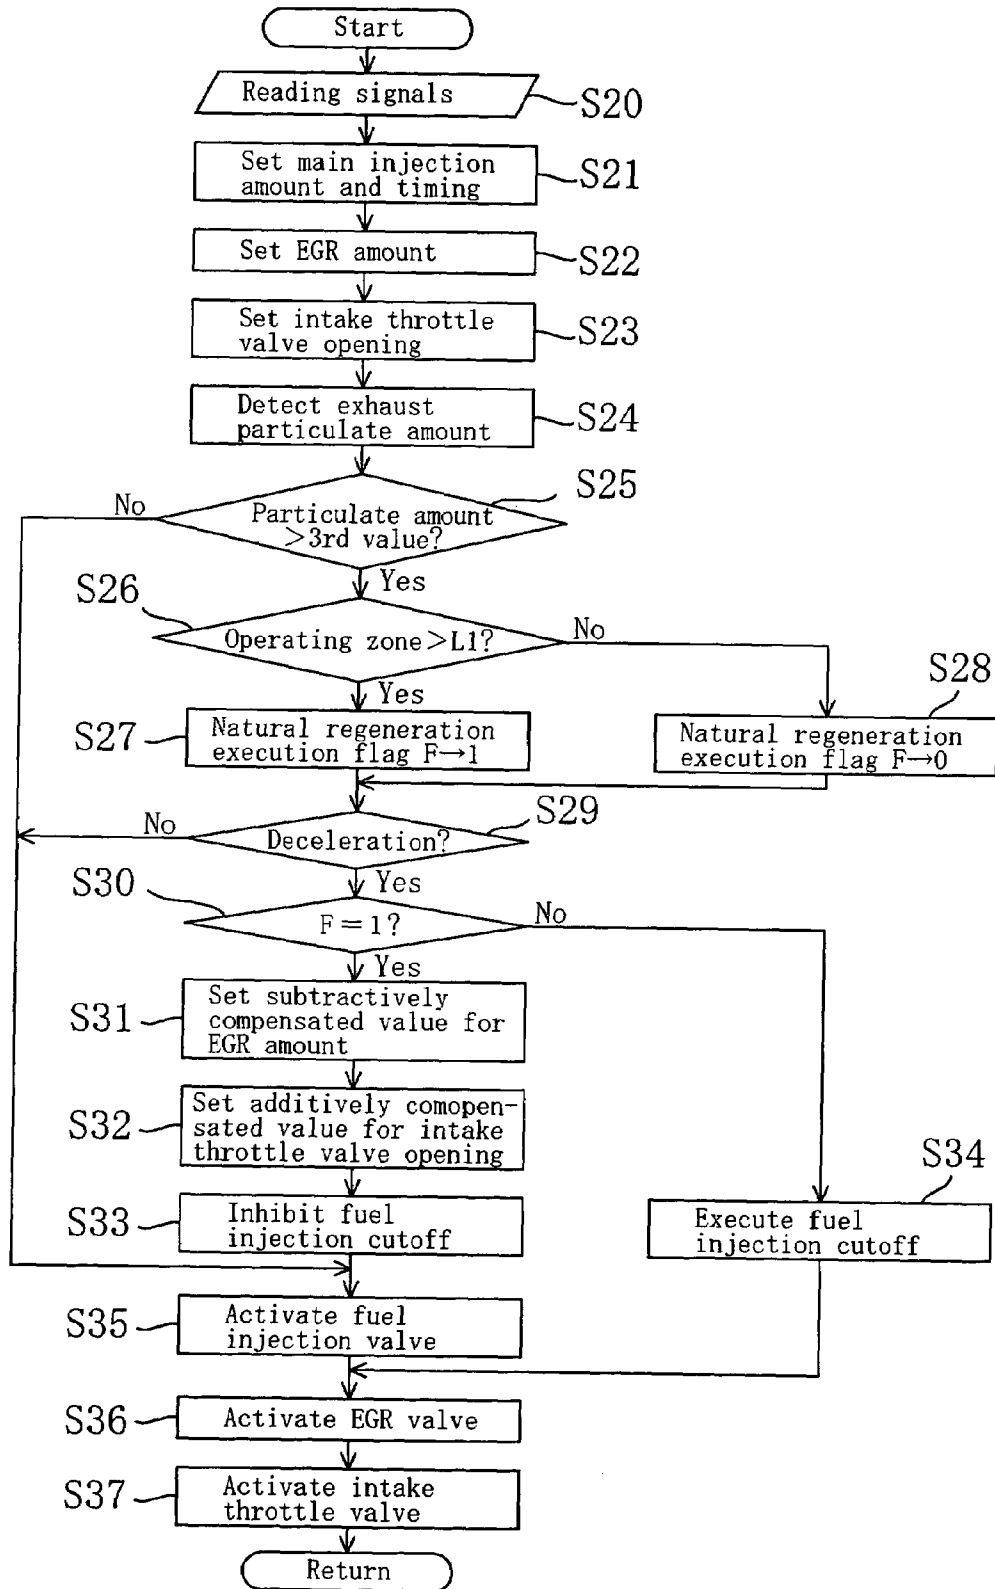 Start
Reading signals
S20
Set main injection
amount and timing
S21
Set EGR amount
S22
Set intake throttle
valve opening
S23
Detect exhaust
particulate amount
S24
S25
No
Particulate amount
>3rd value?
Yes
S26
Operating zone>L1?
No
Yes
S28
S27
Natural regeneration
execution flag F→1
Natural regeneration
execution flag F→0
S29
No
Deceleration?
Yes
S30
F=1?
No
Yes
S31
Set subtractively
compensated value for
EGR amount
S32
Set additively comopen-
sated value for intake
throttle valve opening
S34
S33
Inhibit fuel
injection cutoff
Execute fuel
injection cutoff
S35
Activate fuel
injection valve
S36
Activate EGR valve
S37
Activate intake
throttle valve
Return